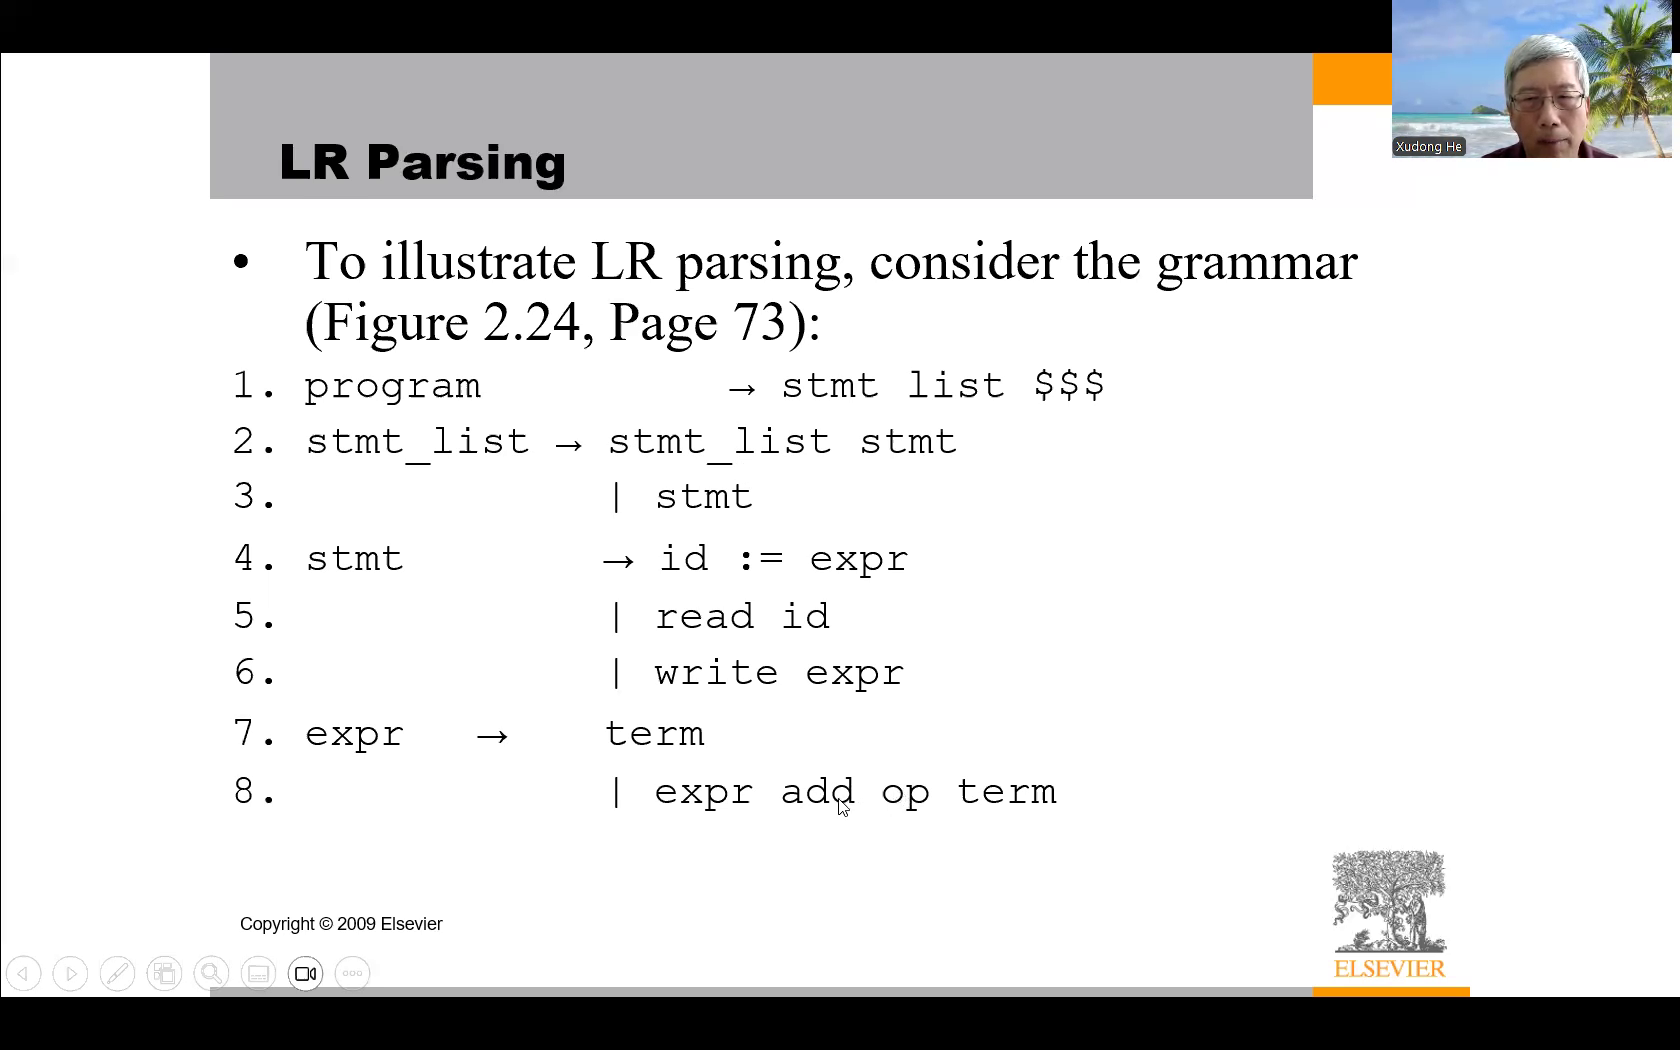 Xudong He
LR Parsing
• To illustrate LR parsing, consider the grammar
(Figure 2.24, Page 73):
1. program → stmt list $$$
2. stmt_list → stmt_list stmt
3. | stmt
4. stmt → id := expr
5. | read id
6. | write expr
7. expr → term
8. | expr add op term
Copyright © 2009 Elsevier
ELSEVIER